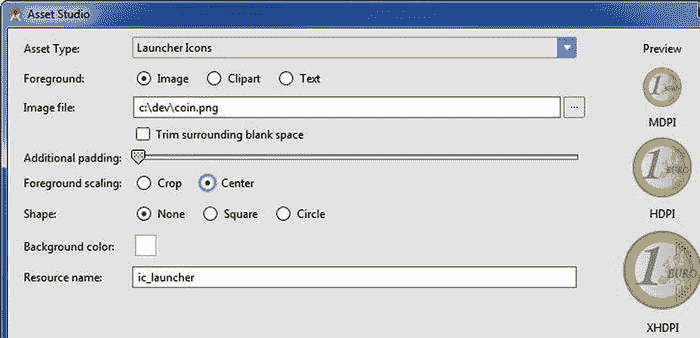 Asset Studio
Asset Type: Launcher Icons Preview
Foreground: Image Clipart Text
Image file: c:\dev\coin.png ...
Trim surrounding blank space
MDPI
Additional padding:
Foreground scaling: Crop Center
1 EURO
HDPI
Shape: None Square Circle
Background color:
1 EURO
Resource name: ic_launcher
XHDPI